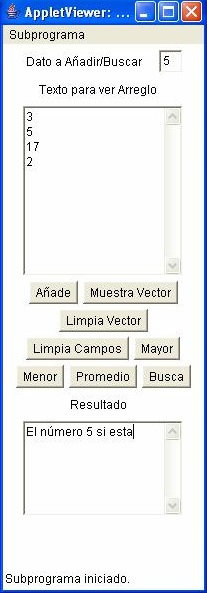 AppletViewer: ...
Subprograma
Dato a Añadir/Buscar 5
Texto para ver Arreglo
3
5
17
2
Añade Muestra Vector
Limpia Vector
Limpia Campos Mayor
Menor Promedio Busca
Resultado
El número 5 si esta
Subprograma iniciado.